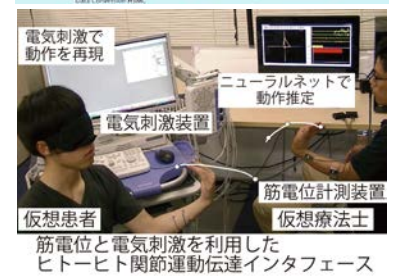 電気刺激で
動作を再現
ニューラルネットで
動作推定
電気刺激装置
筋電位計測装置
仮想患者
仮想療法士
筋電位と電気刺激を利用した
ヒトーヒト関節運動伝達インタフェース